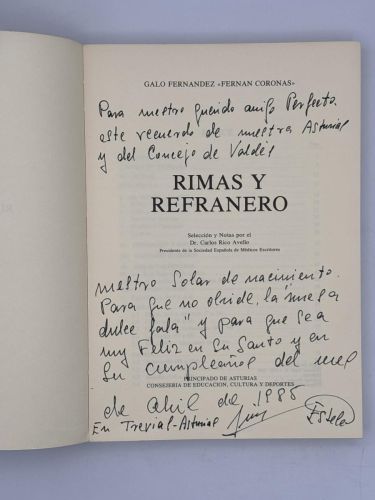 GALO FERNANDEZ «FERNAN CORONAS»
Para nuestro querido amigo Perfecto.
este recuerdo de nuestra Asturias
y del Concejo de Valdés
RIMAS Y
REFRANERO
Selección y Notas por el
Dr. Carlos Rico Avello
Presidente de la Sociedad Española de Médicos Escritores
nuestro Solar de nacimiento.
Para que no olvide, la "nuesa
dulce fala" y para que sea
muy Feliz en Su Santo y en
Su cumpleaños del mes
PRINCIPADO DE ASTURIAS
CONSEJERIA DE EDUCACION, CULTURA Y DEPORTES
de abril de 1985
En Trevías-Asturias
Estela